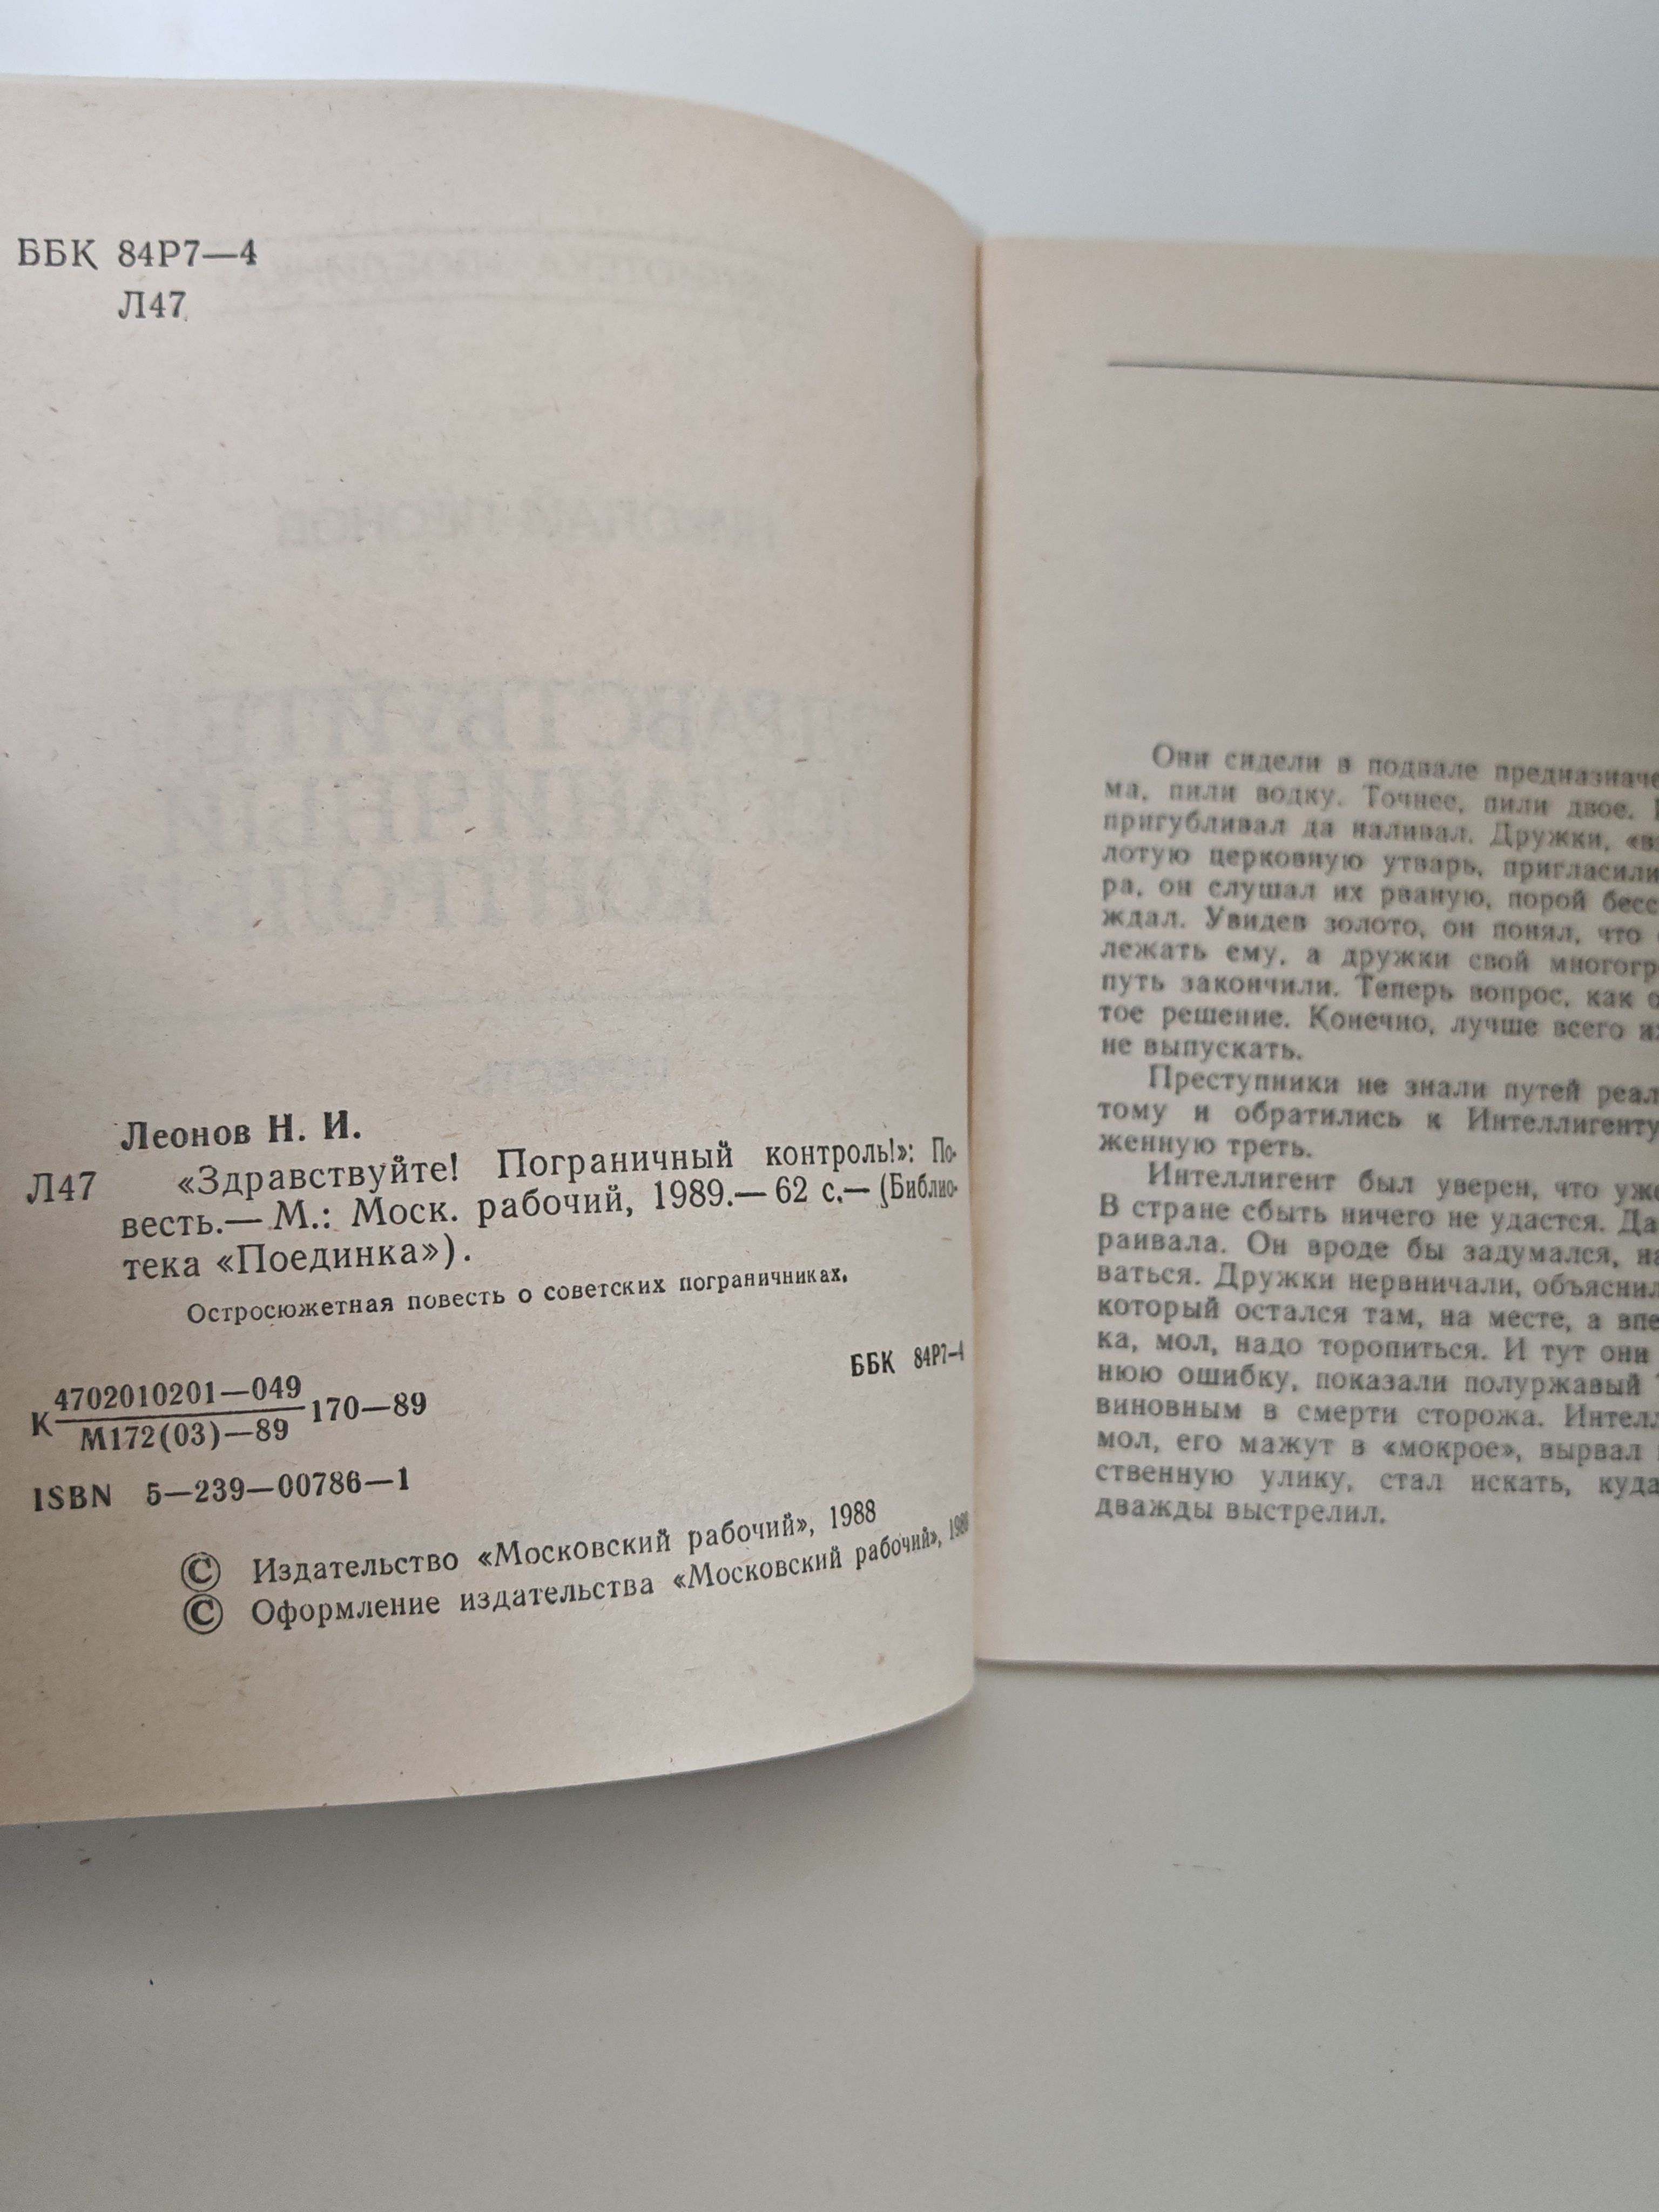 ББК 84Р7—4
Л47
Леонов Н. И.
Л47 «Здравствуйте! Пограничный контроль!»: По-
весть.— М.: Моск. рабочий, 1989.— 62 с.— (Библио-
тека «Поединка»).
Остросюжетная повесть о советских пограничниках.
ББК 84Р7-4
К 4702010201—049 170—89
М172(03)—89
ISBN 5—239—00786—1
© Издательство «Московский рабочий», 1988
© Оформление издательства «Московский рабочий»,
Они сидели в подвале предназначе
ма, пили водку. Точнее, пили двое.
пригубливал да наливал. Дружки,
лотую церковную утварь, пригласили
ра, он слушал их рваную, порой бесс
ждал. Увидев золото, он понял, что
лежать ему, а дружки свой многогр
путь закончили. Теперь вопрос, как
тое решение. Конечно, лучше всего
не выпускать.
Преступники не знали путей реал
тому и обратились к Интеллигенту
женную треть.
Интеллигент был уверен, что уже
В стране сбыть ничего не удастся. Да
раивала. Он вроде бы задумался, на
ваться. Дружки нервничали, объяснил
который остался там, на месте, а впе
ка, мол, надо торопиться. И тут они
нюю ошибку, показали полуржавый
виновным в смерти сторожа. Интел
мол, его мажут в «мокрое», вырвал
ственную улику, стал искать, куда
дважды выстрелил.